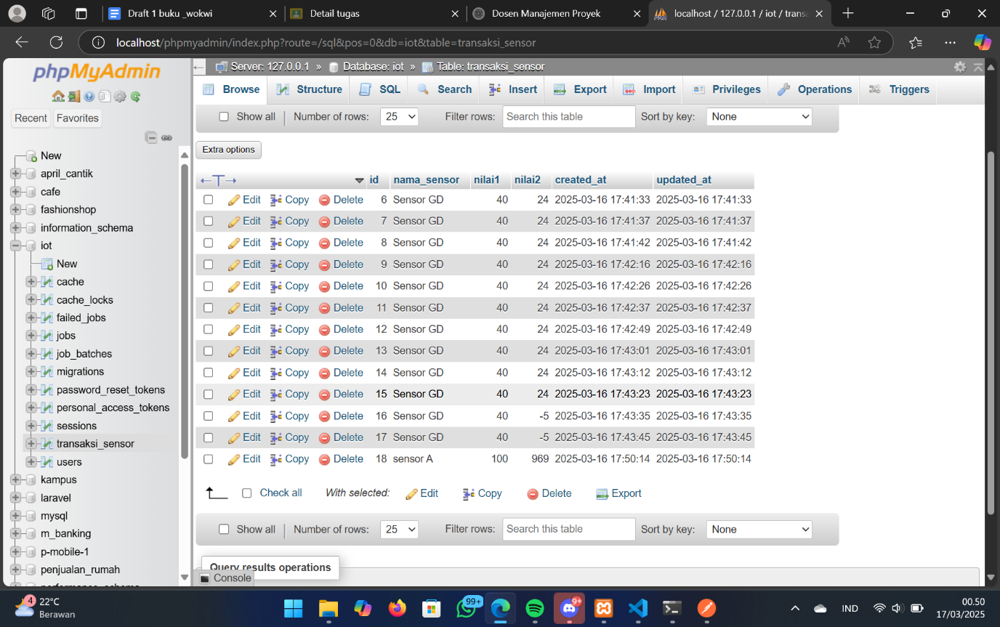 Draft 1 buku _wokwi
Detail tugas
Dosen Manajemen Proyek
localhost / 127.0.0.1 / iot / transa
localhost/phpmyadmin/index.php?route=/sql&pos=0&db=iot&table=transaksi_sensor
phpMyAdmin
Recent Favorites
New
april_cantik
cafe
fashionshop
information_schema
iot
New
cache
cache_locks
failed_jobs
jobs
job_batches
migrations
password_reset_tokens
personal_access_tokens
sessions
transaksi_sensor
users
kampus
laravel
mysql
m_banking
p-mobile-1
penjualan_rumah
performance_schema
Server: 127.0.0.1 » Database: iot » Table: transaksi_sensor
Browse Structure SQL Search Insert Export Import Privileges Operations Triggers
Show all Number of rows: 25 Filter rows: Search this table Sort by key: None
Extra options
id nama_sensor nilai1 nilai2 created_at updated_at
Edit Copy Delete 6 Sensor GD 40 24 2025-03-16 17:41:33 2025-03-16 17:41:33
Edit Copy Delete 7 Sensor GD 40 24 2025-03-16 17:41:37 2025-03-16 17:41:37
Edit Copy Delete 8 Sensor GD 40 24 2025-03-16 17:41:42 2025-03-16 17:41:42
Edit Copy Delete 9 Sensor GD 40 24 2025-03-16 17:42:16 2025-03-16 17:42:16
Edit Copy Delete 10 Sensor GD 40 24 2025-03-16 17:42:26 2025-03-16 17:42:26
Edit Copy Delete 11 Sensor GD 40 24 2025-03-16 17:42:37 2025-03-16 17:42:37
Edit Copy Delete 12 Sensor GD 40 24 2025-03-16 17:42:49 2025-03-16 17:42:49
Edit Copy Delete 13 Sensor GD 40 24 2025-03-16 17:43:01 2025-03-16 17:43:01
Edit Copy Delete 14 Sensor GD 40 24 2025-03-16 17:43:12 2025-03-16 17:43:12
Edit Copy Delete 15 Sensor GD 40 24 2025-03-16 17:43:23 2025-03-16 17:43:23
Edit Copy Delete 16 Sensor GD 40 -5 2025-03-16 17:43:35 2025-03-16 17:43:35
Edit Copy Delete 17 Sensor GD 40 -5 2025-03-16 17:43:45 2025-03-16 17:43:45
Edit Copy Delete 18 sensor A 100 969 2025-03-16 17:50:14 2025-03-16 17:50:14
Check all With selected: Edit Copy Delete Export
Show all Number of rows: 25 Filter rows: Search this table Sort by key: None
Query results operations
Console
4
22°C
Berawan
99+
9+
IND
00.50
17/03/2025